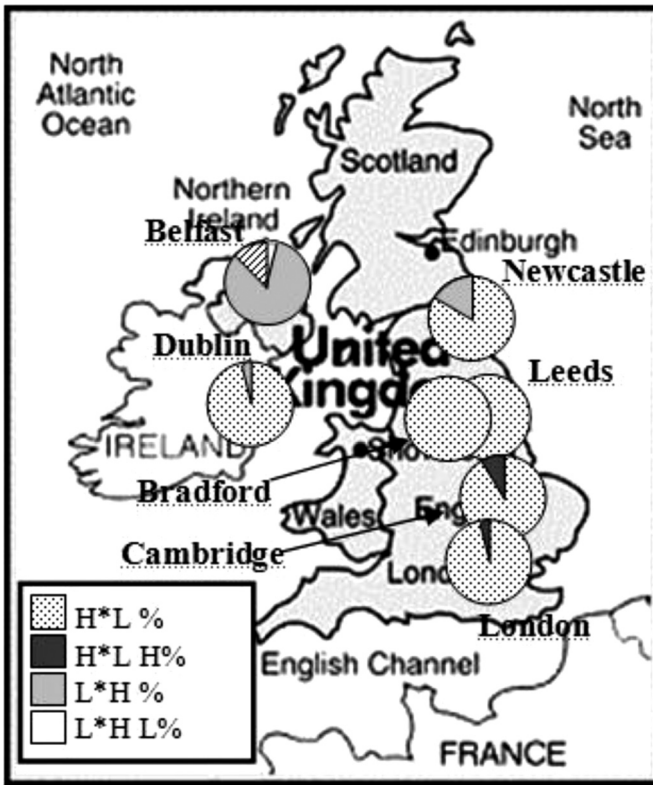 North
Atlantic
Ocean
North
Sea
Scotland
Northern
Ireland
Belfast
Edinburgh
Newcastle
Dublin
United
Leeds
IRELAND
Bradford
Wales
Cambridge
London
H*L %
H*L H%
L*H %
L*H L%
English Channel
FRANCE